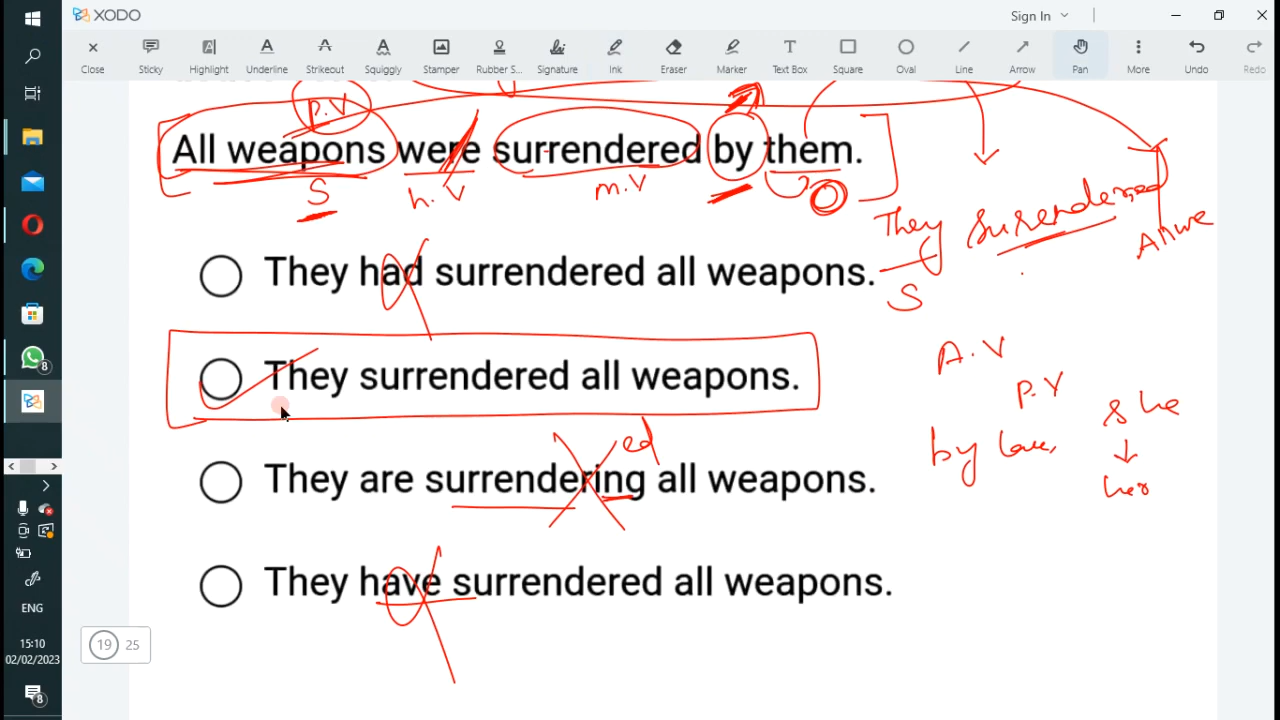 XODO
Sign In
Close
Sticky
Highlight
Underline
Strikeout
Squiggly
Stamper
Rubber S...
Signature
Ink
Eraser
Marker
Text Box
Square
Oval
Line
Arrow
Pan
More
Undo
Redo
P.V
All weapons were surrendered by them.
S
h. V
m.V
O
They surrendered
S
They had surrendered all weapons.
They surrendered all weapons.
A.V
P.V
by
she
her
ed
They are surrendering all weapons.
They have surrendered all weapons.
8
ENG
15:10
02/02/2023
8
19 25